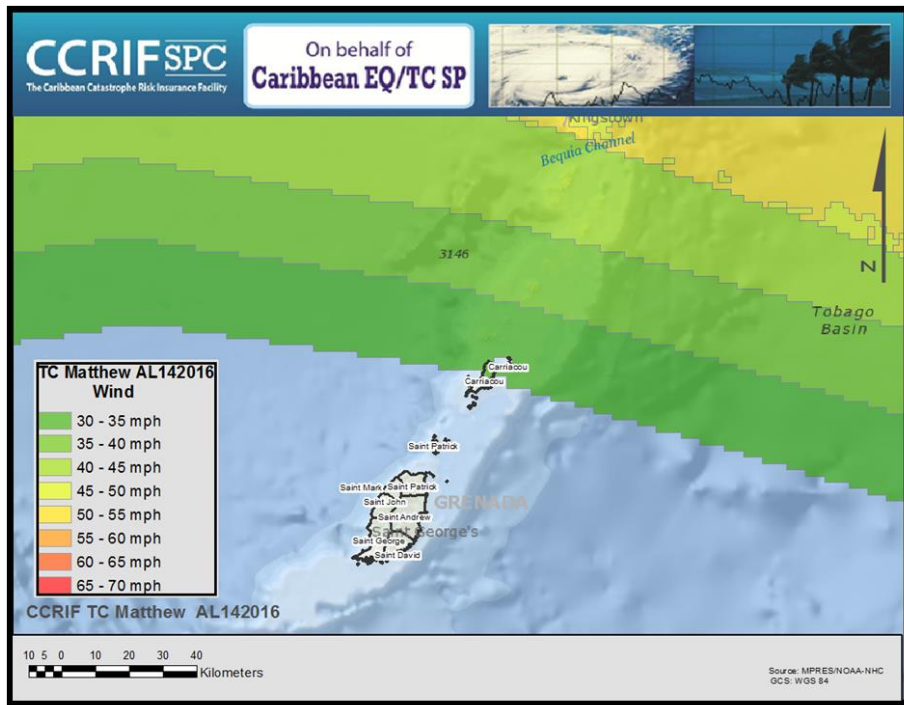 CCRIF SPC
The Caribbean Catastrophe Risk Insurance Facility
On behalf of
Caribbean EQ/TC SP
Kingstown
Bequia Channel
3146
N
Tobago
Basin
Carriacou
Carriacou
Saint Patrick
Saint Mark
Saint Patrick
Saint John
GRENADA
Saint Andrew
Saint George's
Saint George
Saint David
TC Matthew AL142016
Wind
30 - 35 mph
35 - 40 mph
40 - 45 mph
45 - 50 mph
50 - 55 mph
55 - 60 mph
60 - 65 mph
65 - 70 mph
CCRIF TC Matthew AL142016
10 5 0 10 20 30 40
Kilometers
Source: MPRES/NOAA-NHC
GCS: WGS 84